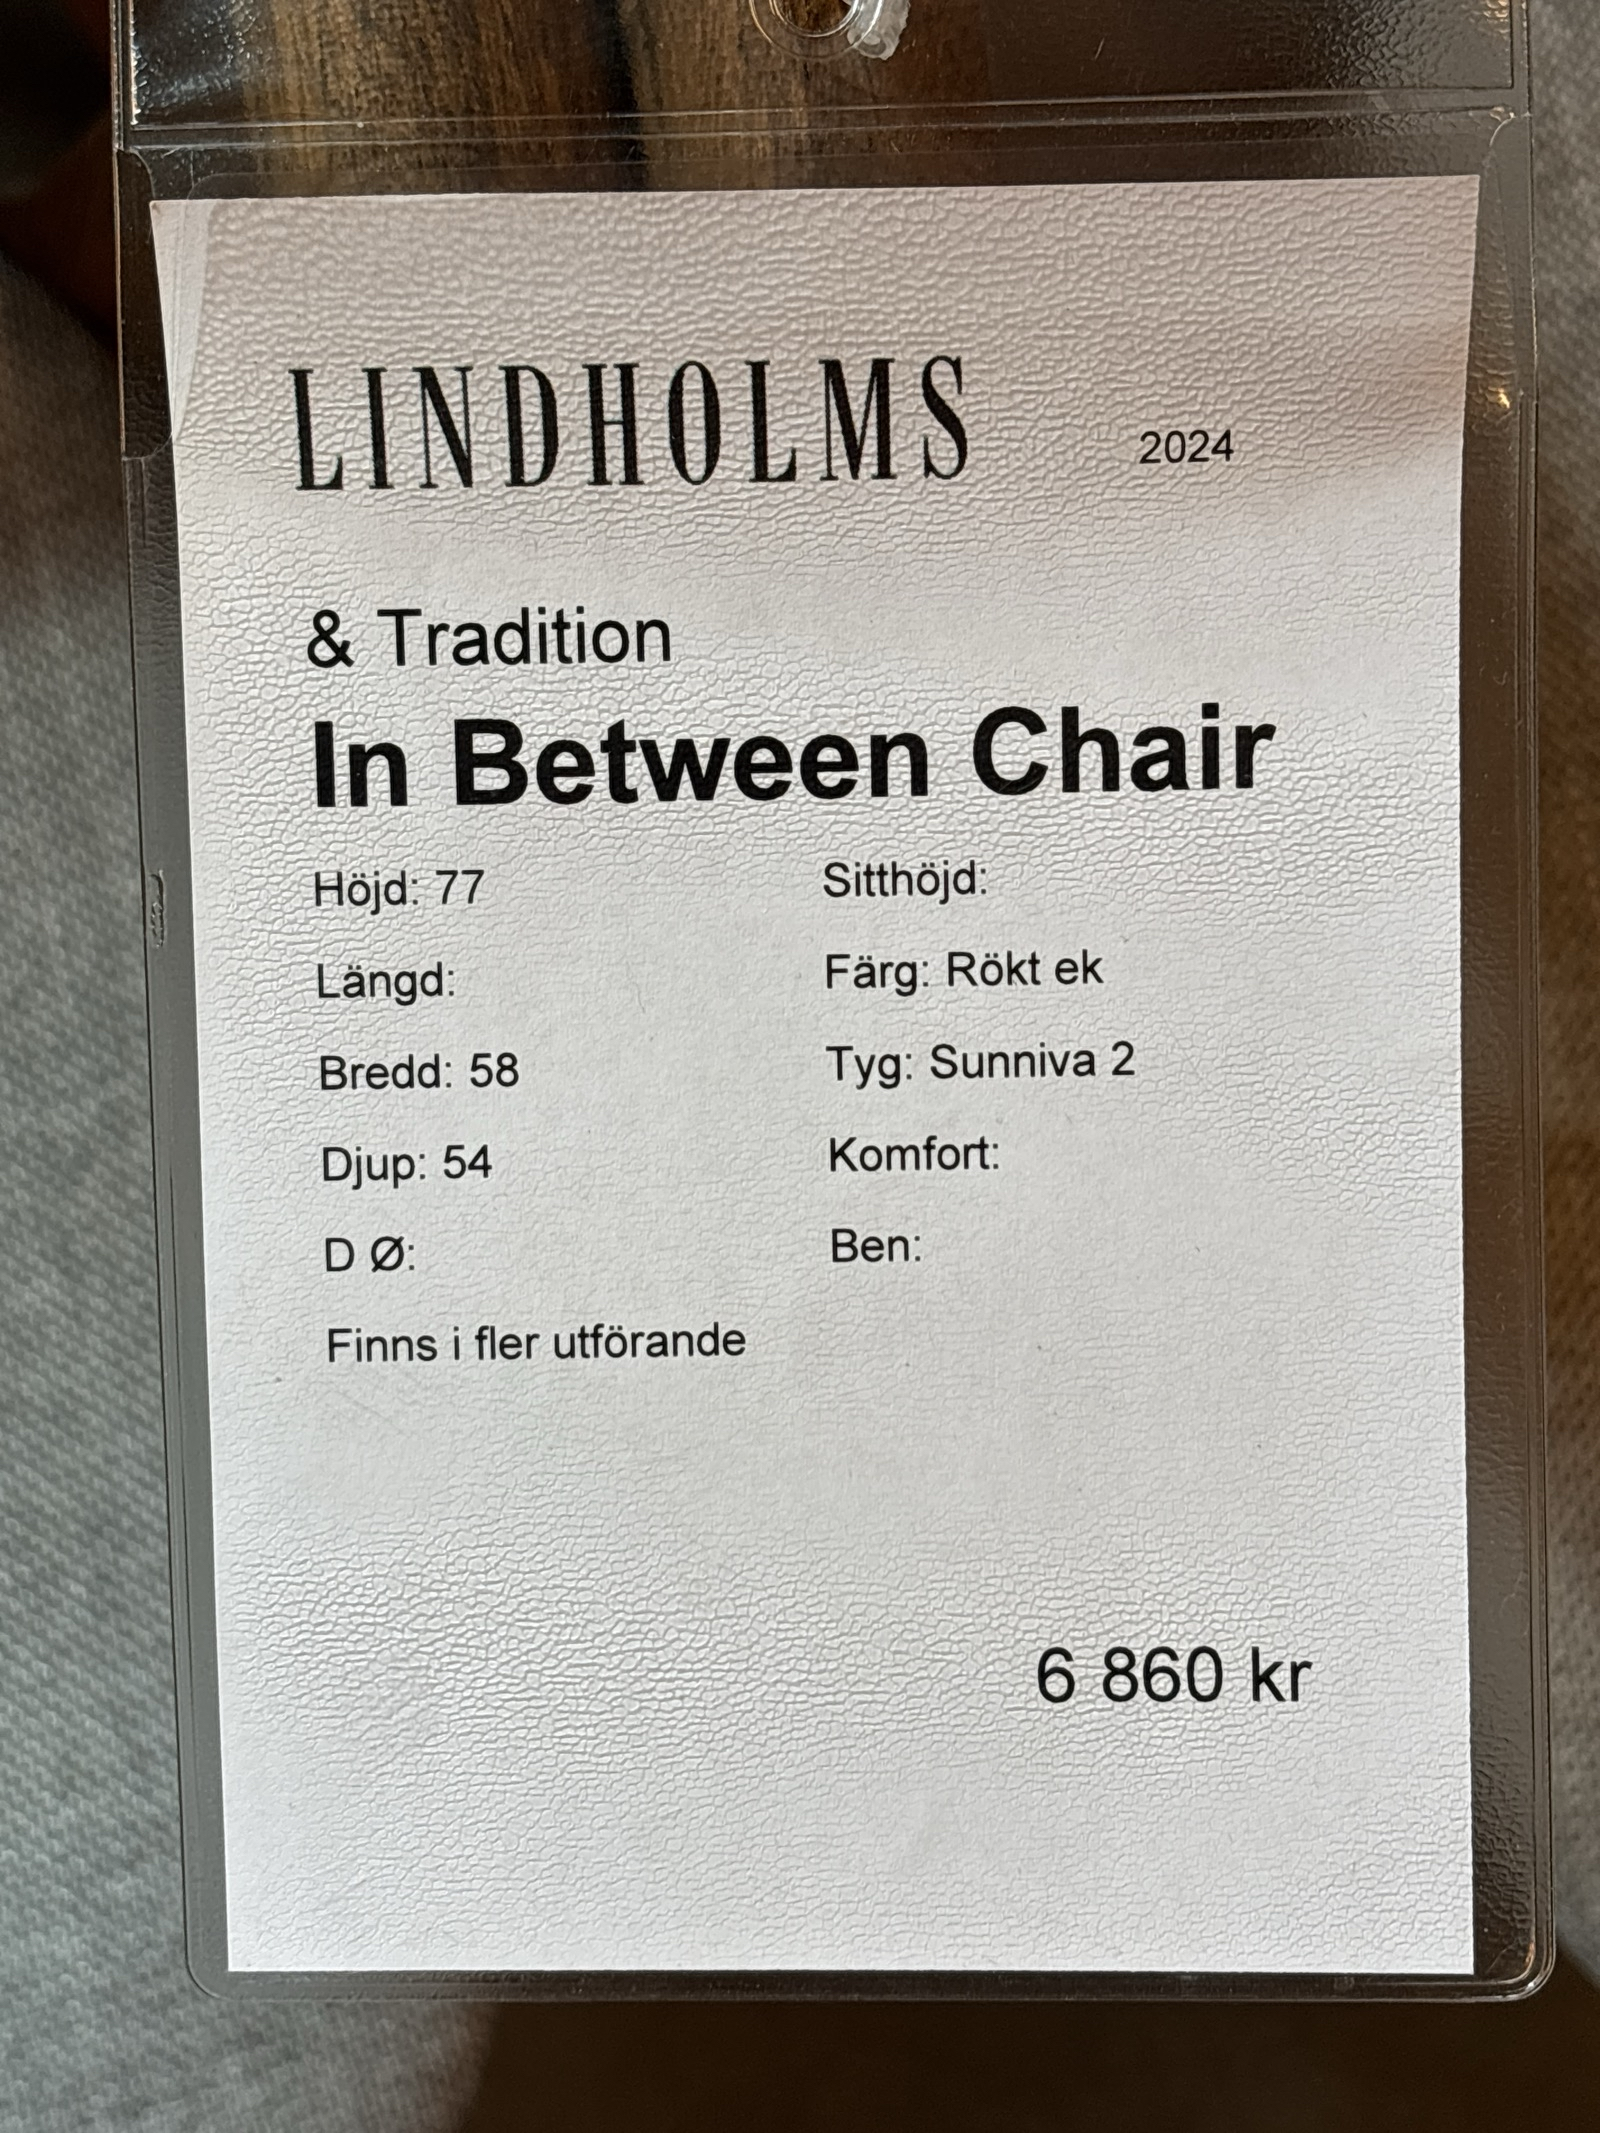 LINDHOLMS 2024
& Tradition
In Between Chair
Höjd: 77 Sitthöjd:
Längd: Färg: Rökt ek
Bredd: 58 Tyg: Sunniva 2
Djup: 54 Komfort:
D Ø: Ben:
Finns i fler utförande
6 860 kr